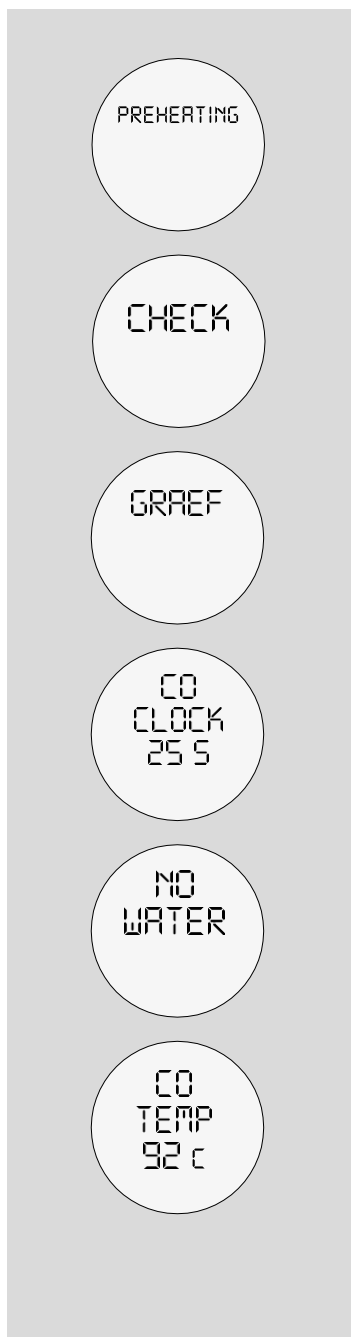 PREHEATING
CHECK
GRAEF
CO
CLOCK
25 S
NO
WATER
CO
TEMP
92 C